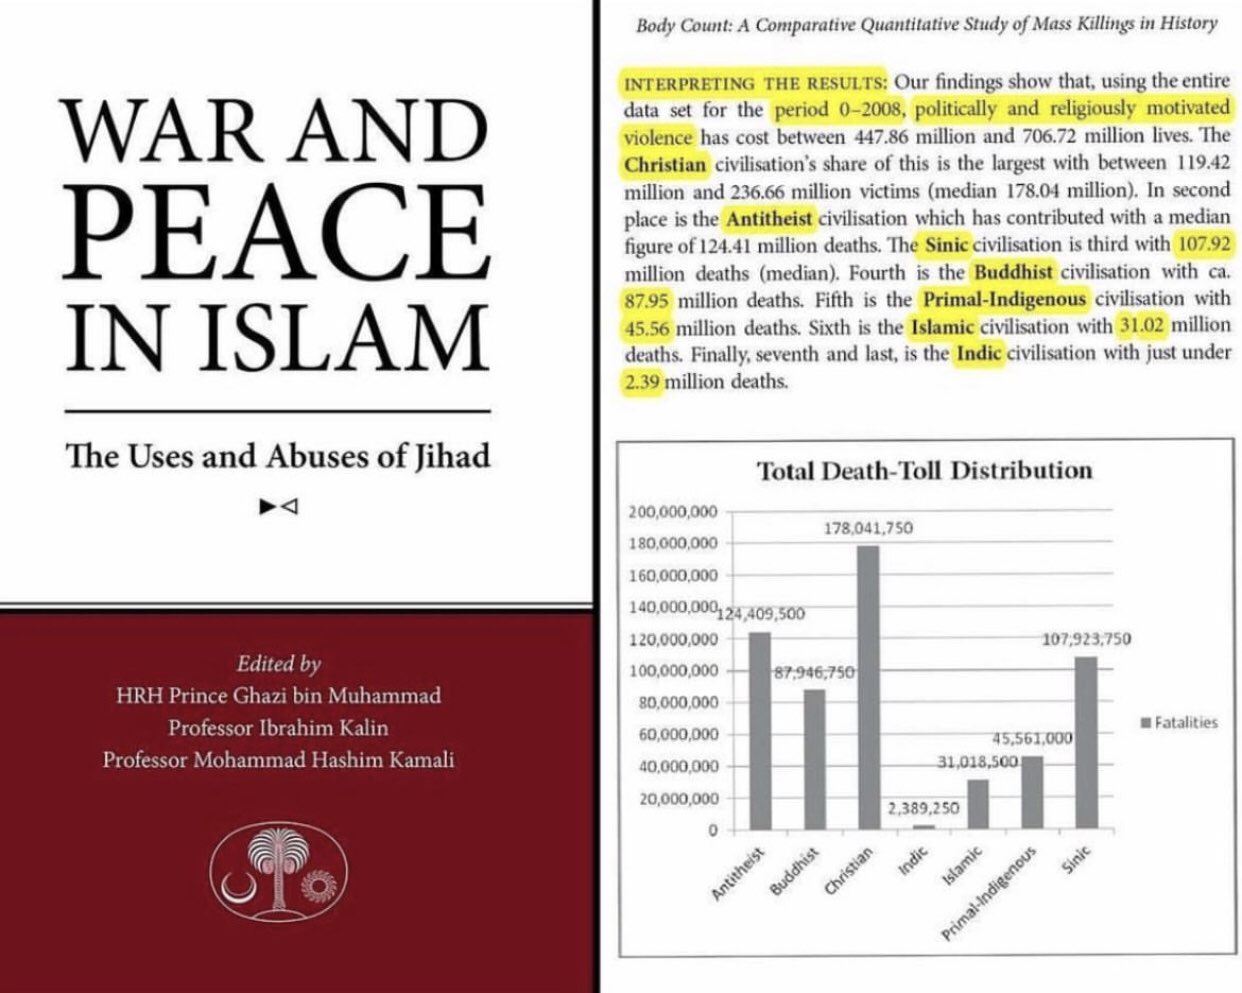 WAR AND
PEACE
IN ISLAM
The Uses and Abuses of Jihad
Edited by
HRH Prince Ghazi bin Muhammad
Professor Ibrahim Kalin
Professor Mohammad Hashim Kamali
Body Count: A Comparative Quantitative Study of Mass Killings in History
INTERPRETING THE RESULTS: Our findings show that, using the entire
data set for the period 0–2008, politically and religiously motivated
violence has cost between 447.86 million and 706.72 million lives. The
Christian civilisation's share of this is the largest with between 119.42
million and 236.66 million victims (median 178.04 million). In second
place is the Antitheist civilisation which has contributed with a median
figure of 124.41 million deaths. The Sinic civilisation is third with 107.92
million deaths (median). Fourth is the Buddhist civilisation with ca.
87.95 million deaths. Fifth is the Primal-Indigenous civilisation with
45.56 million deaths. Sixth is the Islamic civilisation with 31.02 million
deaths. Finally, seventh and last, is the Indic civilisation with just under
2.39 million deaths.
Total Death-Toll Distribution
200,000,000
180,000,000
160,000,000
140,000,000
120,000,000
100,000,000
80,000,000
60,000,000
40,000,000
20,000,000
0
124,409,500
87,946,750
178,041,750
2,389,250
31,018,500
45,561,000
107,923,750
Antitheist
Buddhist
Christian
Indic
Islamic
Primal-Indigenous
Sinic
Fatalities